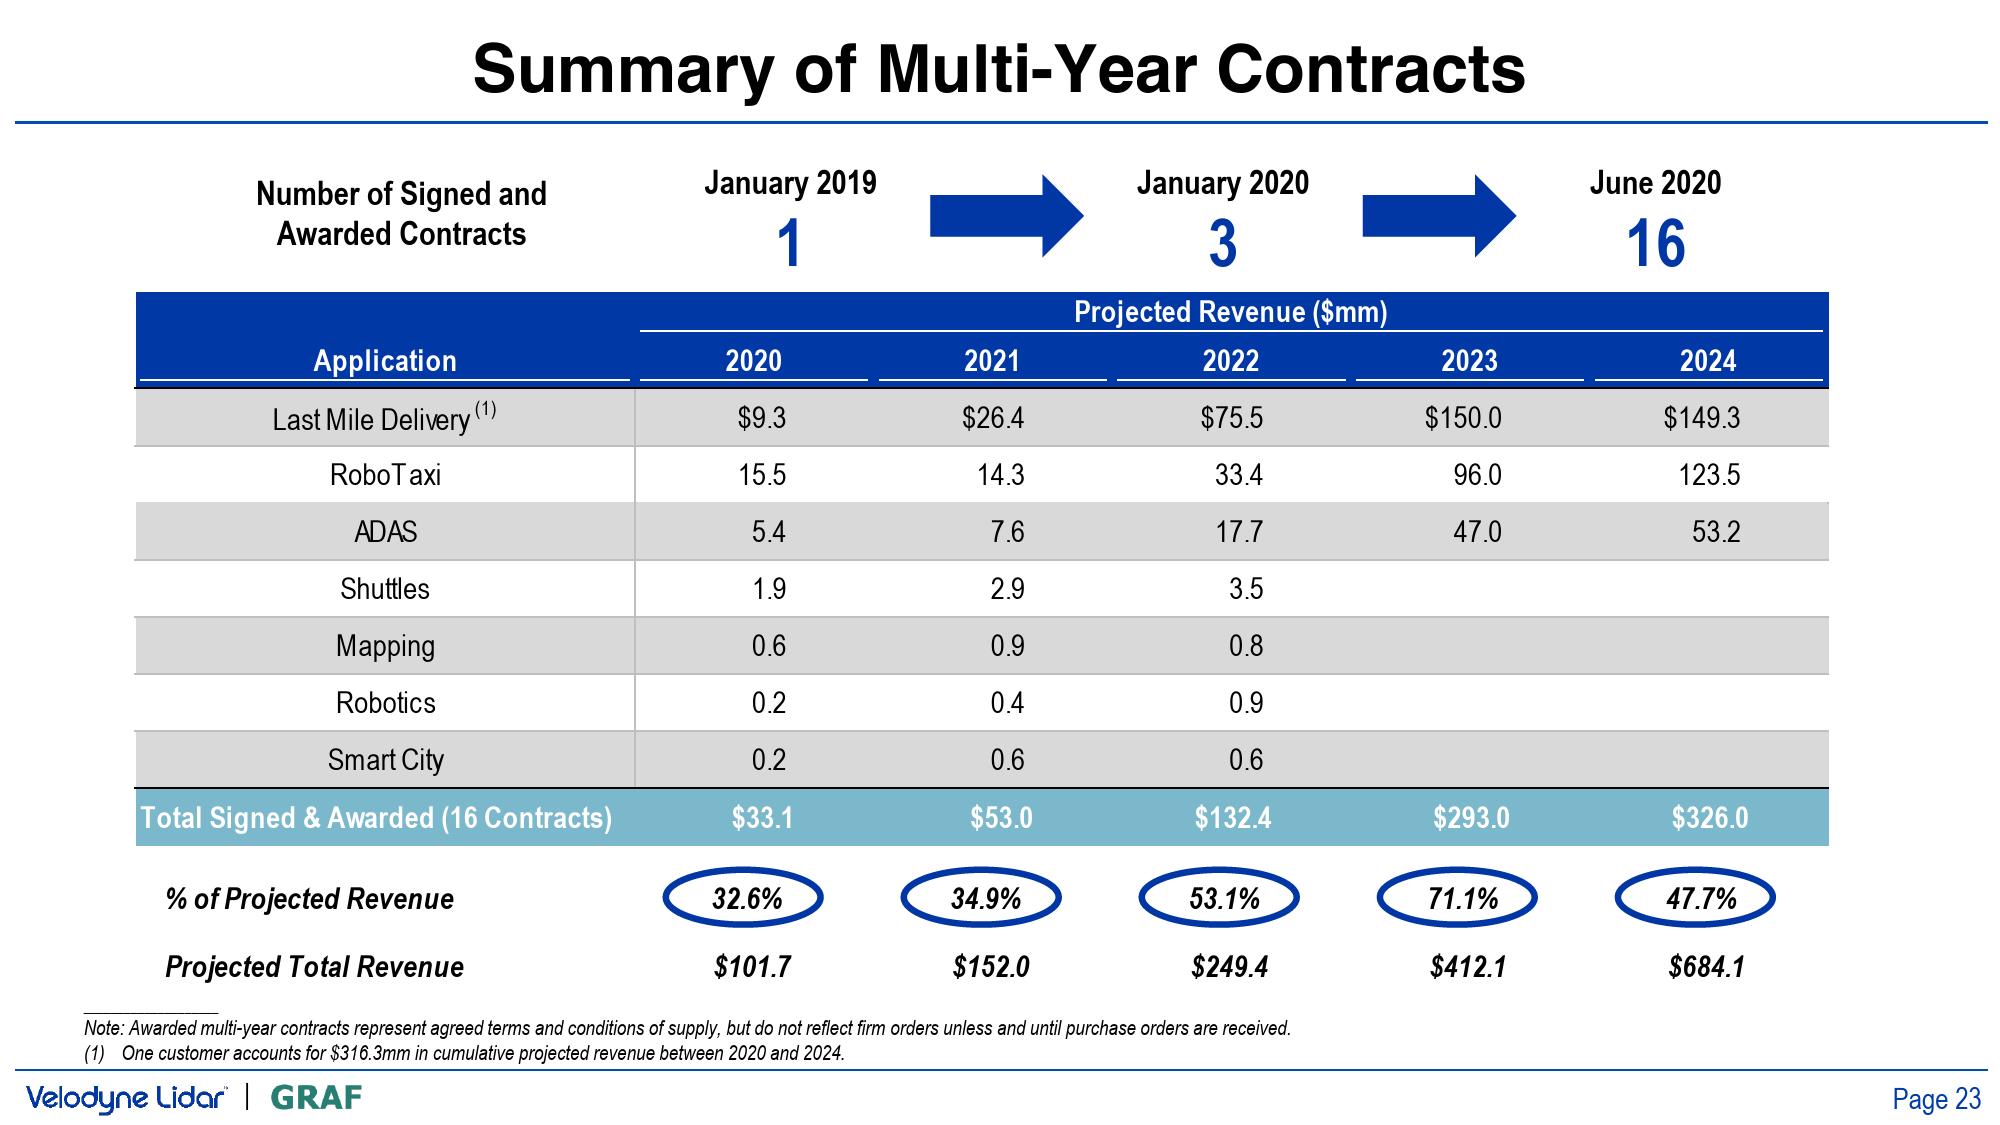 Summary of Multi-Year Contracts
Number of Signed and
Awarded Contracts
January 2019
1
January 2020
3
June 2020
16
Projected Revenue ($mm)
Application 2020 2021 2022 2023 2024
Last Mile Delivery (1) $9.3 $26.4 $75.5 $150.0 $149.3
RoboTaxi 15.5 14.3 33.4 96.0 123.5
ADAS 5.4 7.6 17.7 47.0 53.2
Shuttles 1.9 2.9 3.5
Mapping 0.6 0.9 0.8
Robotics 0.2 0.4 0.9
Smart City 0.2 0.6 0.6
Total Signed & Awarded (16 Contracts) $33.1 $53.0 $132.4 $293.0 $326.0
% of Projected Revenue 32.6% 34.9% 53.1% 71.1% 47.7%
Projected Total Revenue $101.7 $152.0 $249.4 $412.1 $684.1
Note: Awarded multi-year contracts represent agreed terms and conditions of supply, but do not reflect firm orders unless and until purchase orders are received.
(1) One customer accounts for $316.3mm in cumulative projected revenue between 2020 and 2024.
Velodyne Lidar™ | GRAF
Page 23